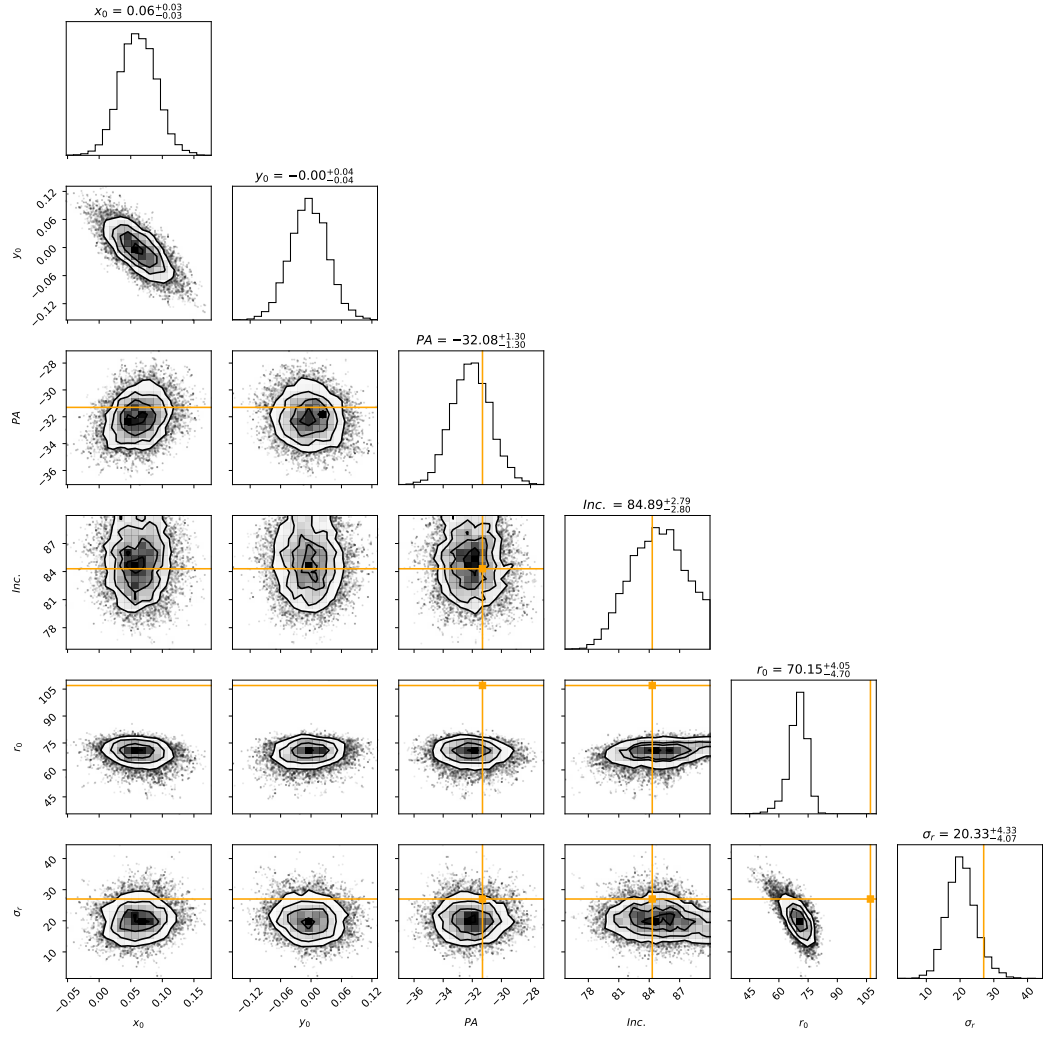 x₀ = 0.06+0.03−0.03
y₀ = −0.00+0.04−0.04
0.12
0.06
0.00
−0.06
−0.12
y₀
PA = −32.08+1.30−1.30
−28
−30
−32
−34
−36
PA
Inc. = 84.89+2.79−2.80
87
84
81
78
Inc.
r₀ = 70.15+4.05−4.70
105
90
75
60
45
r₀
σᵣ = 20.33+4.33−4.07
40
30
20
10
σᵣ
−0.05 0.00 0.05 0.10 0.15 −0.12 −0.06 0.00 0.06 0.12 −36 −34 −32 −30 −28 78 81 84 87 45 60 75 90 105 10 20 30 40
x₀ y₀ PA Inc. r₀ σᵣ